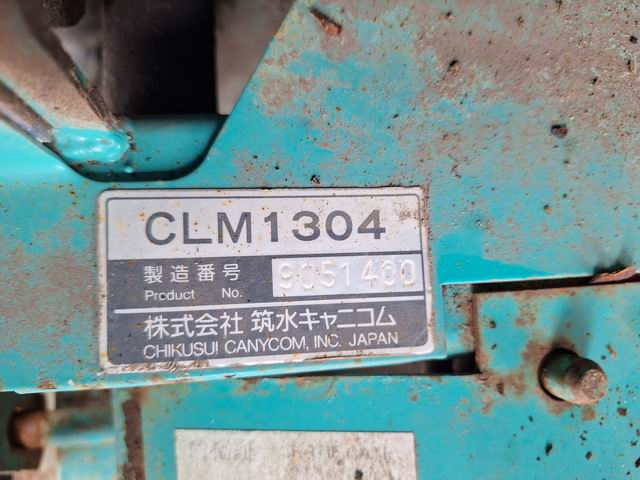 CLM1304
製造番号
Product No. 9051400
株式会社 筑水キャニコム
CHIKUSUI CANYCOM, INC. JAPAN